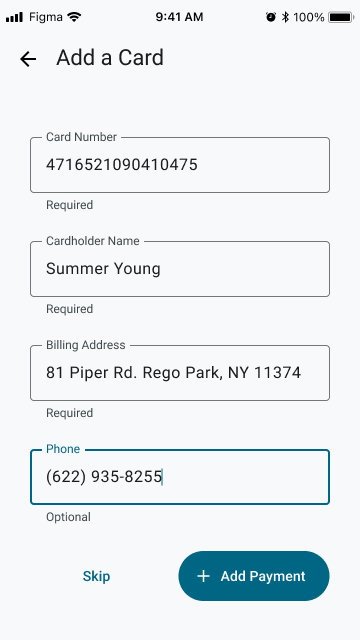 Figma 9:41 AM 100%
Add a Card
Card Number
4716521090410475
Required
Cardholder Name
Summer Young
Required
Billing Address
81 Piper Rd. Rego Park, NY 11374
Required
Phone
(622) 935-8255
Optional
Skip
Add Payment